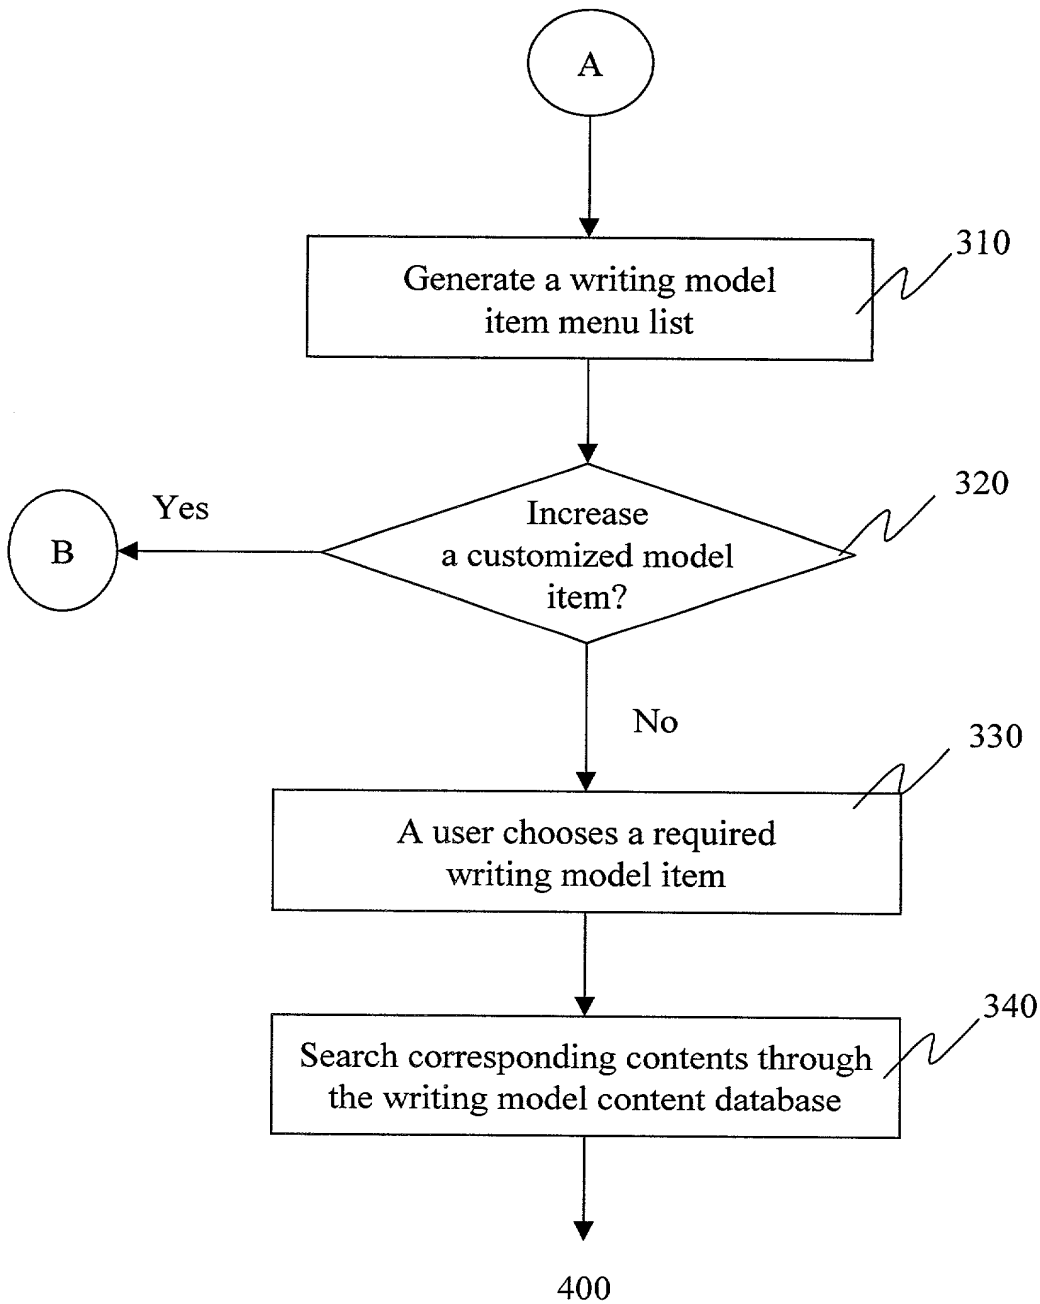 A
310
Generate a writing model
item menu list
320
Yes
Increase
B
a customized model
item?
No
330
A user chooses a required
writing model item
340
Search corresponding contents through
the writing model content database
400